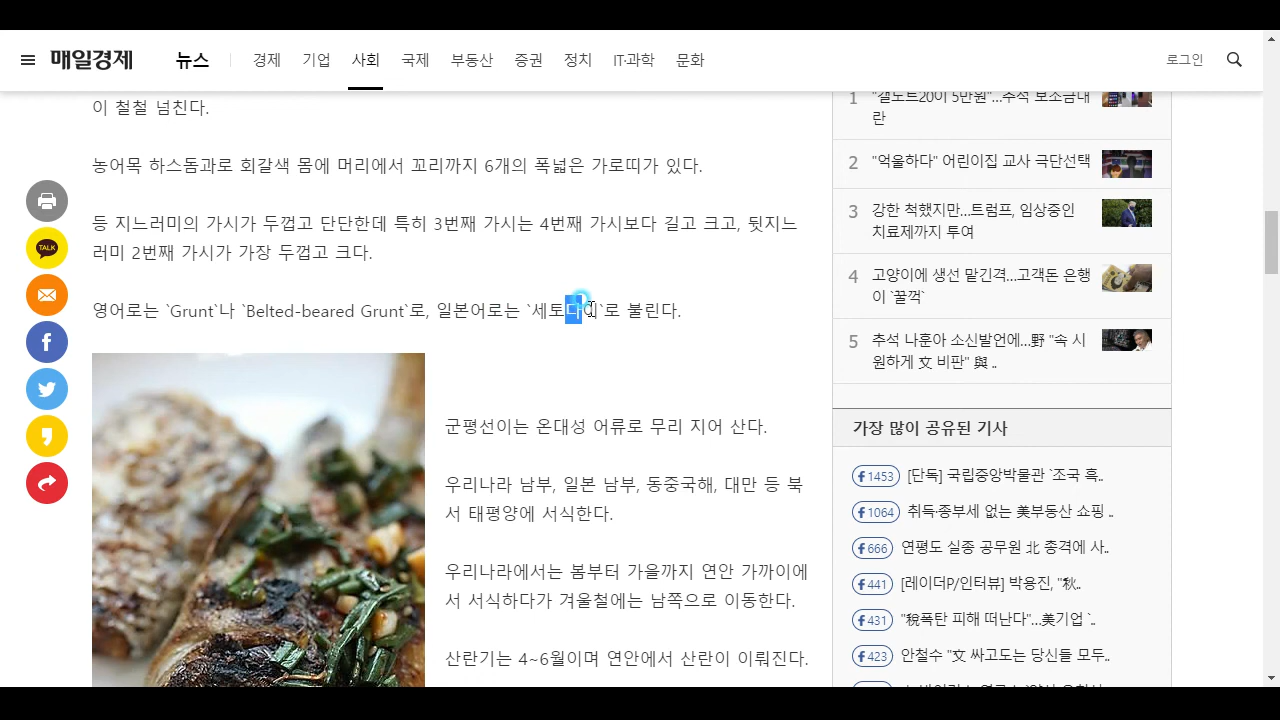 매일경제 뉴스 경제 기업 사회 국제 부동산 증권 정치 IT·과학 문화 로그인
이 철철 넘친다.
농어목 하스돔과로 회갈색 몸에 머리에서 꼬리까지 6개의 폭넓은 가로띠가 있다.
등 지느러미의 가시가 두껍고 단단한데 특히 3번째 가시는 4번째 가시보다 길고 크고, 뒷지느
러미 2번째 가시가 가장 두껍고 크다.
영어로는 `Grunt`나 `Belted-beared Grunt`로, 일본어로는 `세토다이`로 불린다.
군평선이는 온대성 어류로 무리 지어 산다.
우리나라 남부, 일본 남부, 동중국해, 대만 등 북
서 태평양에 서식한다.
우리나라에서는 봄부터 가을까지 연안 가까이에
서 서식하다가 겨울철에는 남쪽으로 이동한다.
산란기는 4~6월이며 연안에서 산란이 이뤄진다.
TALK
1 "갤노트20이 5만원"...추석 보조금대
란
2 "억울하다" 어린이집 교사 극단선택
3 강한 척했지만...트럼프, 임상중인
치료제까지 투여
4 고양이에 생선 맡긴격...고객돈 은행
이 `꿀꺽`
5 추석 나훈아 소신발언에...野 "속 시
원하게 文 비판" 與 ..
가장 많이 공유된 기사
1453 [단독] 국립중앙박물관 `조국 흑..
1064 취득·종부세 없는 美부동산 쇼핑 ..
666 연평도 실종 공무원 北 총격에 사..
441 [레이더P/인터뷰] 박용진, "秋..
431 "稅폭탄 피해 떠난다"...美기업 `..
423 안철수 "文 싸고도는 당신들 모두..